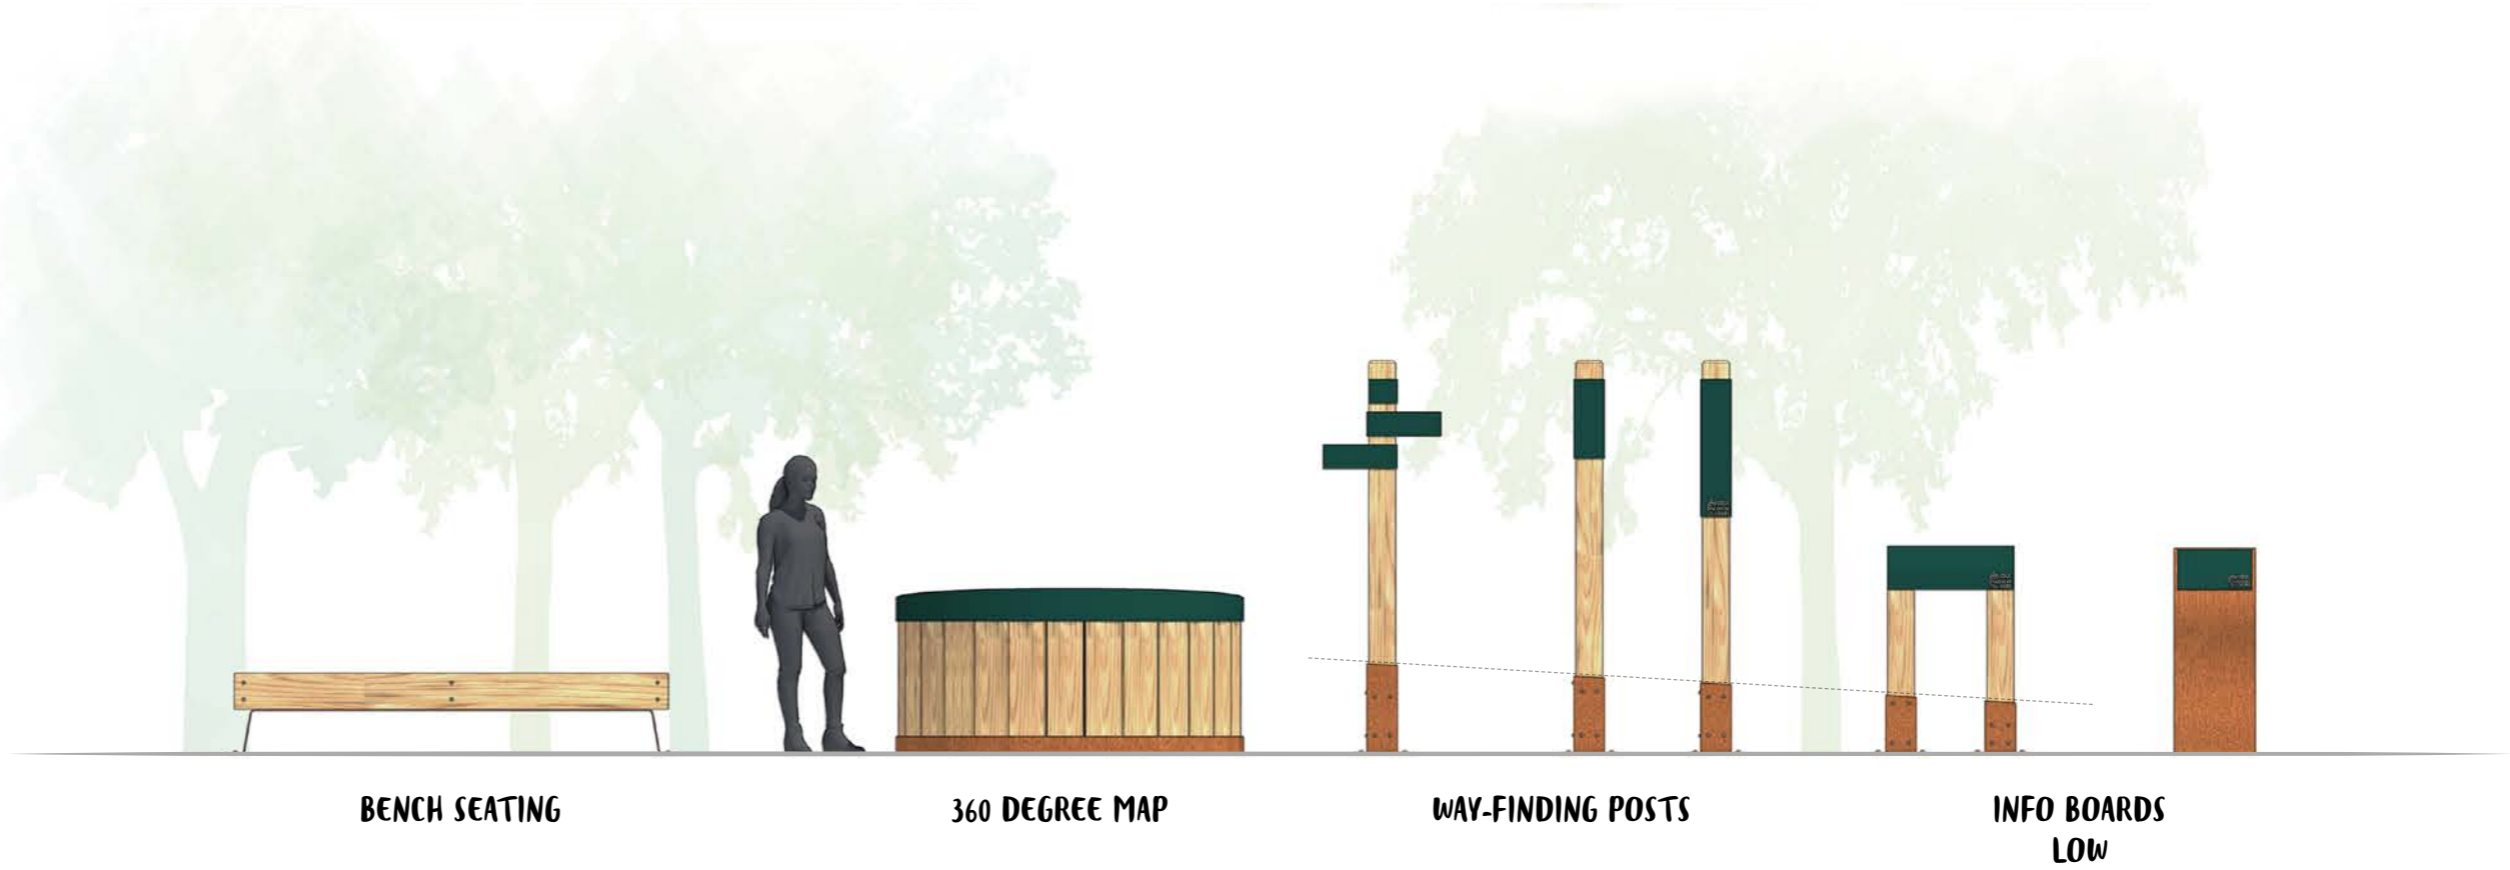 BENCH SEATING
360 DEGREE MAP
WAY-FINDING POSTS
INFO BOARDS
LOW